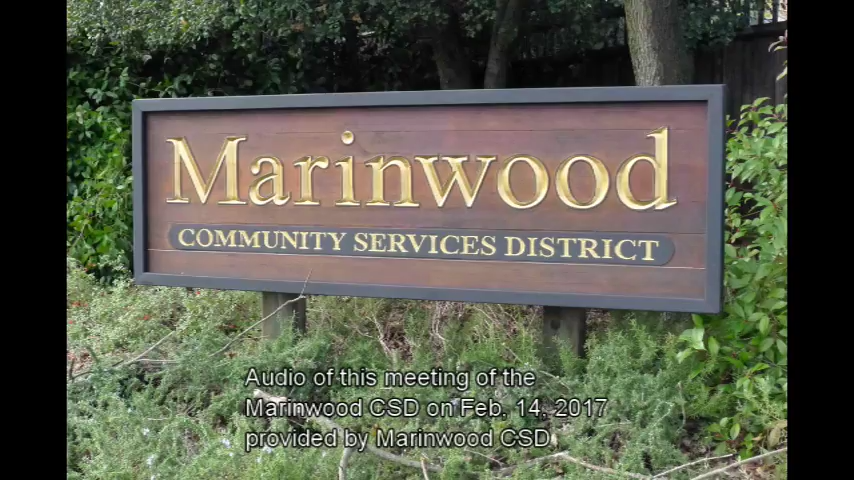 Marinwood
COMMUNITY SERVICES DISTRICT
Audio of this meeting of the
Marinwood CSD on Feb. 14, 2017
provided by Marinwood CSD